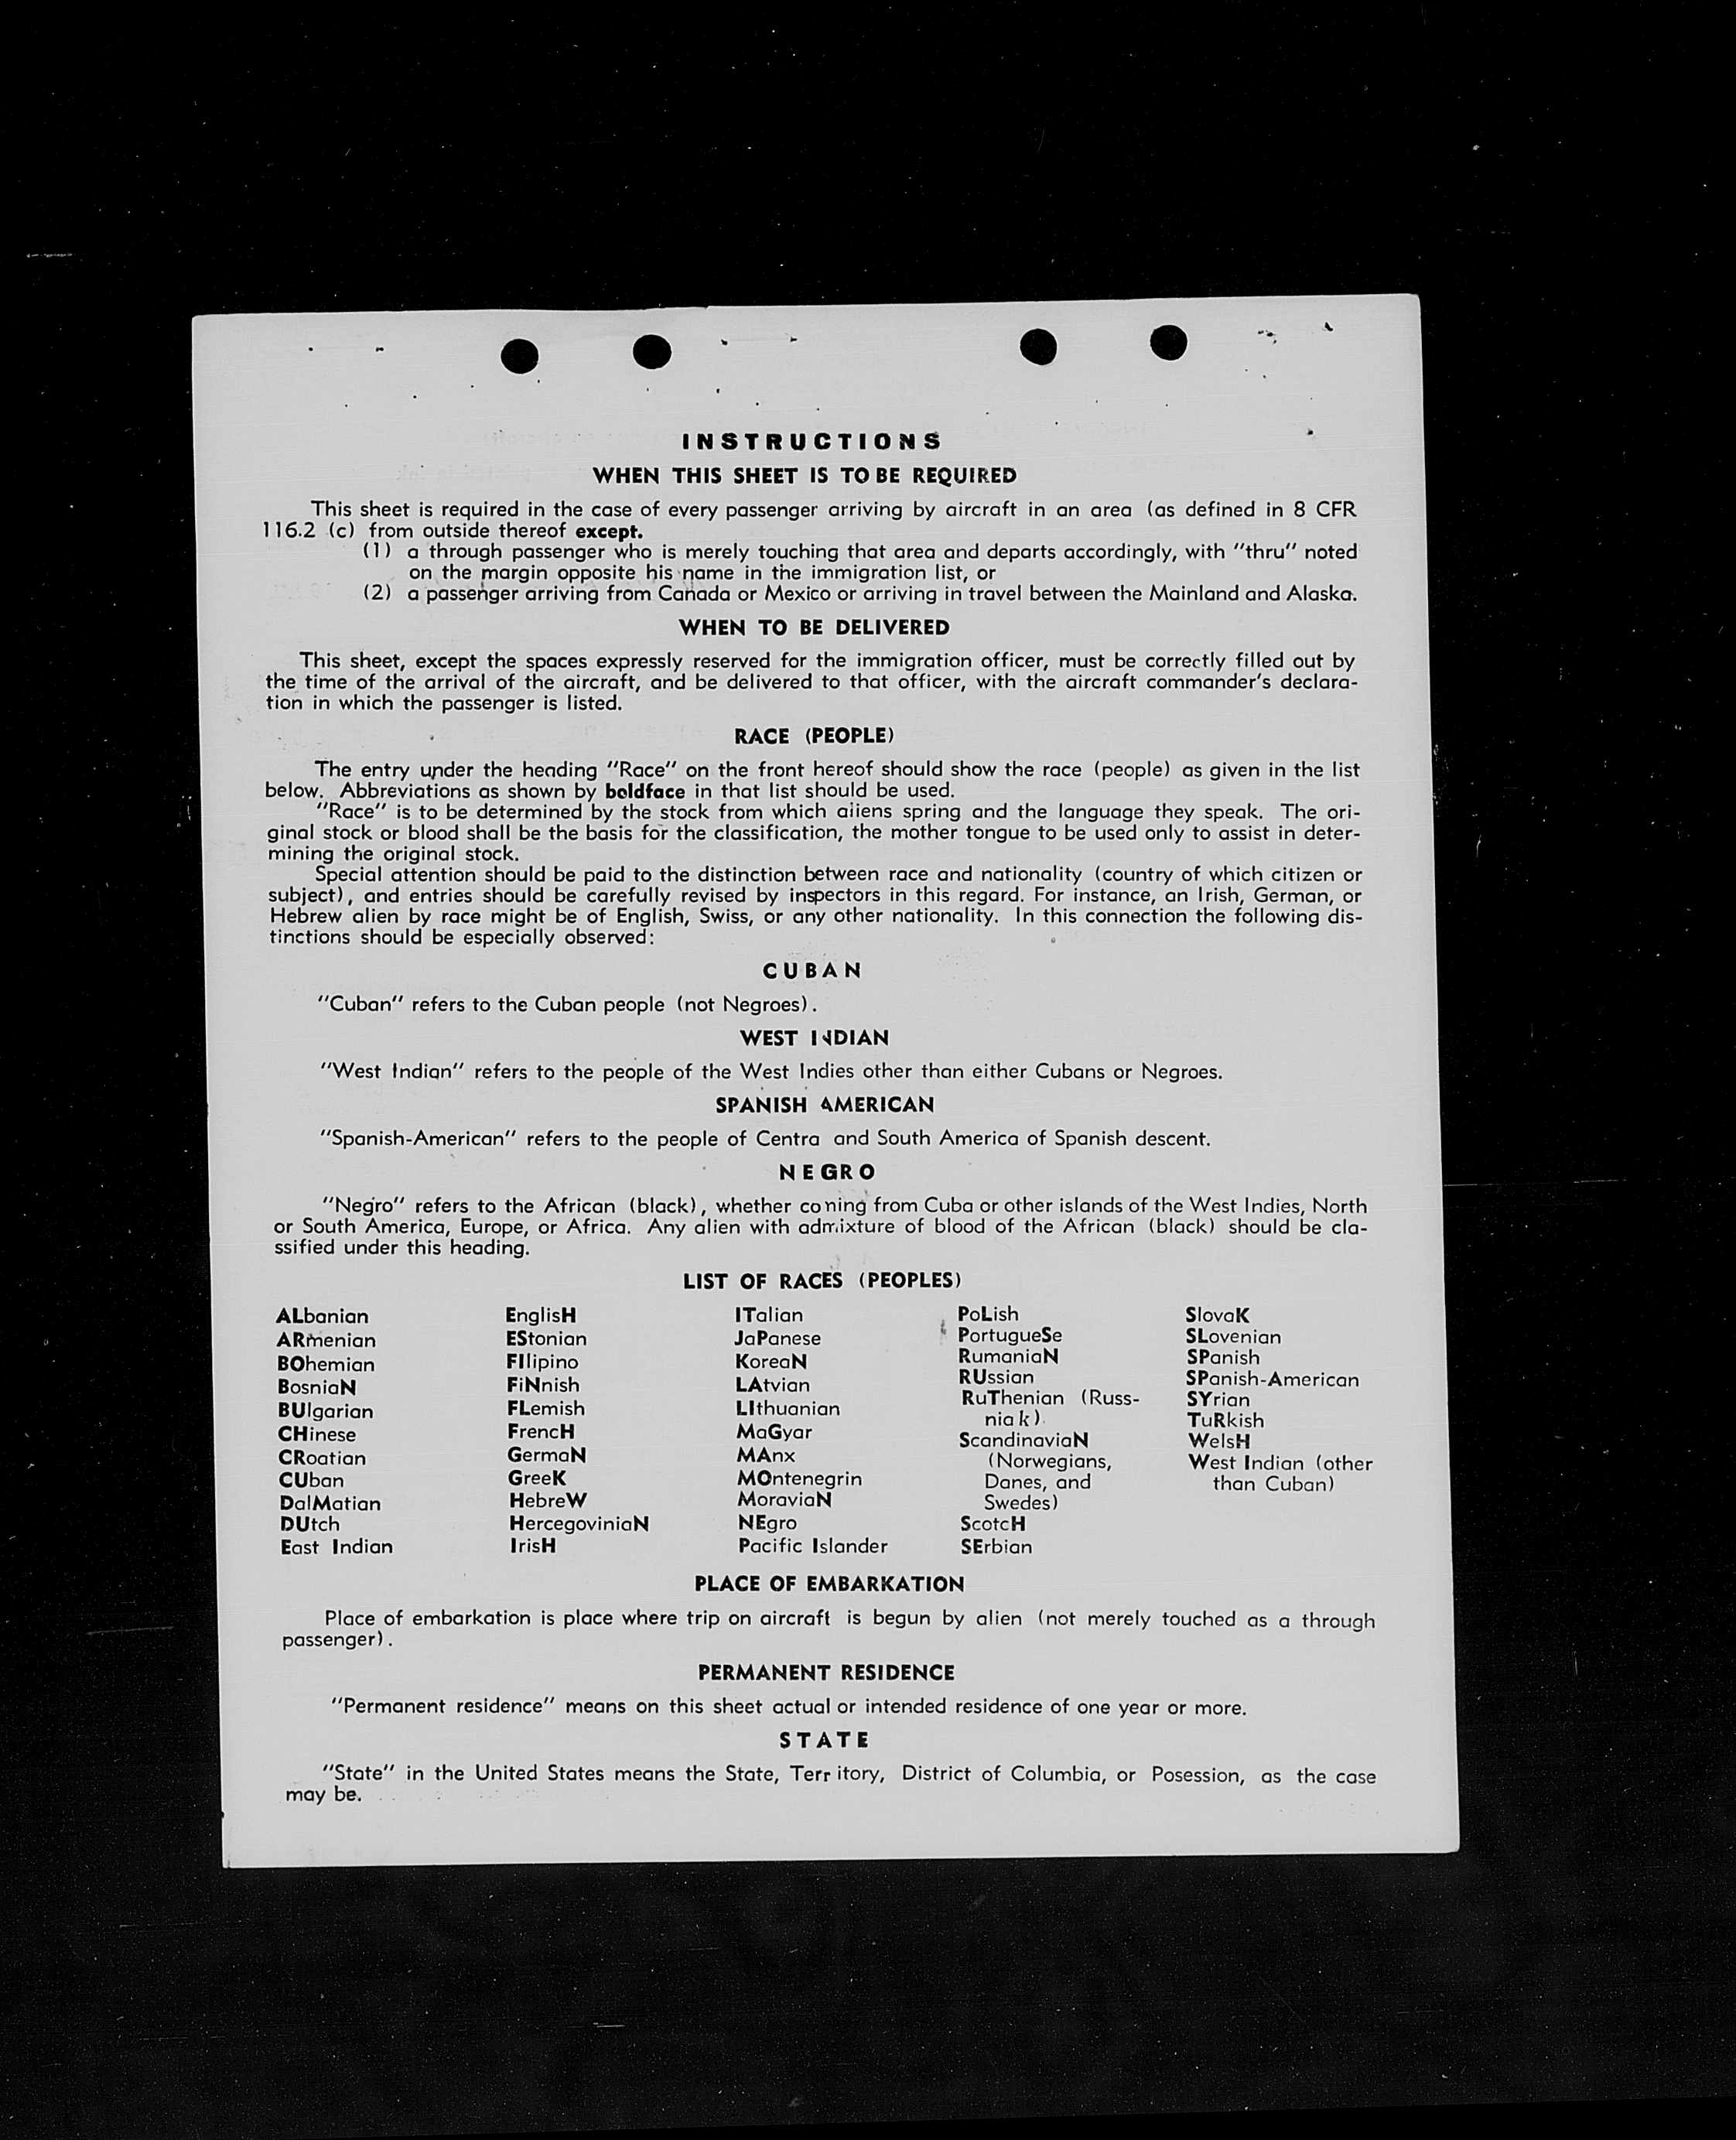 INSTRUCTIONS
WHEN THIS SHEET IS TO BE REQUIRED
This sheet is required in the case of every passenger arriving by aircraft in an area (as defined in 8 CFR
116.2 (c) from outside thereof except.
(1) a through passenger who is merely touching that area and departs accordingly, with "thru" noted
on the margin opposite his name in the immigration list, or
(2) a passenger arriving from Canada or Mexico or arriving in travel between the Mainland and Alaska.
WHEN TO BE DELIVERED
This sheet, except the spaces expressly reserved for the immigration officer, must be correctly filled out by
the time of the arrival of the aircraft, and be delivered to that officer, with the aircraft commander's declara-
tion in which the passenger is listed.
RACE (PEOPLE)
The entry under the heading "Race" on the front hereof should show the race (people) as given in the list
below. Abbreviations as shown by boldface in that list should be used.
"Race" is to be determined by the stock from which aliens spring and the language they speak. The ori-
ginal stock or blood shall be the basis for the classification, the mother tongue to be used only to assist in deter-
mining the original stock.
Special attention should be paid to the distinction between race and nationality (country of which citizen or
subject), and entries should be carefully revised by inspectors in this regard. For instance, an Irish, German, or
Hebrew alien by race might be of English, Swiss, or any other nationality. In this connection the following dis-
tinctions should be especially observed:
CUBAN
"Cuban" refers to the Cuban people (not Negroes).
WEST INDIAN
"West Indian" refers to the people of the West Indies other than either Cubans or Negroes.
SPANISH AMERICAN
"Spanish-American" refers to the people of Centra and South America of Spanish descent.
NEGRO
"Negro" refers to the African (black), whether coming from Cuba or other islands of the West Indies, North
or South America, Europe, or Africa. Any alien with admixture of blood of the African (black) should be cla-
ssified under this heading.
LIST OF RACES (PEOPLES)
ALbanian
ARmenian
BOhemian
BosniaN
BUlgarian
CHinese
CRoatian
CUban
DalMatian
DUtch
East Indian
EnglisH
EStonian
FIlipino
FiNnish
FLemish
FrencH
GermaN
GreeK
HebreW
HercegoviniaN
IrisH
ITalian
JaPanese
KoreaN
LAtvian
LIthuanian
MaGyar
MAnx
MOntenegrin
MoraviaN
NEgro
Pacific Islander
PoLish
PortugueSe
RumaniaN
RUssian
RuThenian (Russ-
niak)
ScandinaviaN
(Norwegians,
Danes, and
Swedes)
ScotcH
SErbian
SlovaK
SLovenian
SPanish
SPanish-American
SYrian
TuRkish
WelsH
West Indian (other
than Cuban)
PLACE OF EMBARKATION
Place of embarkation is place where trip on aircraft is begun by alien (not merely touched as a through
passenger).
PERMANENT RESIDENCE
"Permanent residence" means on this sheet actual or intended residence of one year or more.
STATE
"State" in the United States means the State, Territory, District of Columbia, or Posession, as the case
may be.